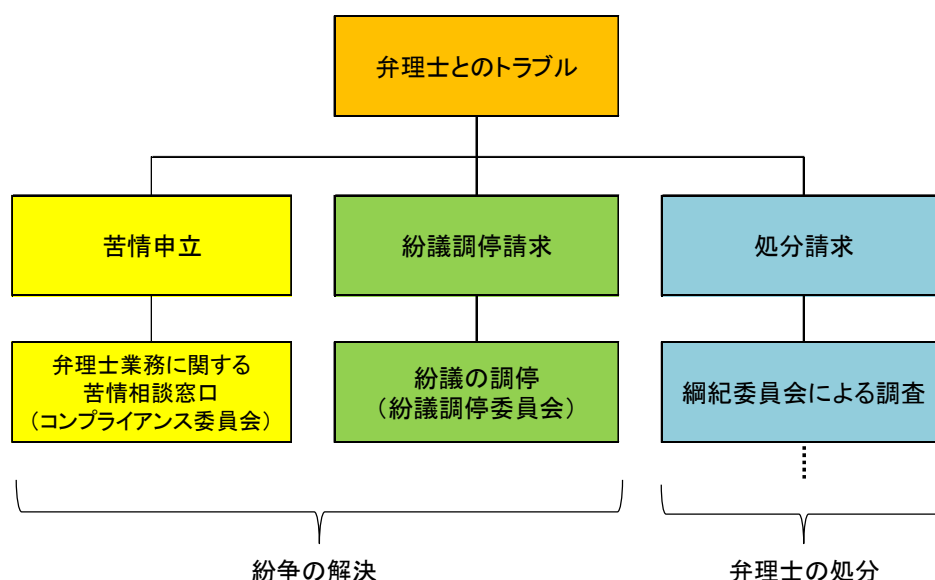 弁理士とのトラブル
苦情申立
紛議調停請求
処分請求
弁理士業務に関する
苦情相談窓口
（コンプライアンス委員会）
紛議の調停
（紛議調停委員会）
綱紀委員会による調査
紛争の解決
弁理士の処分